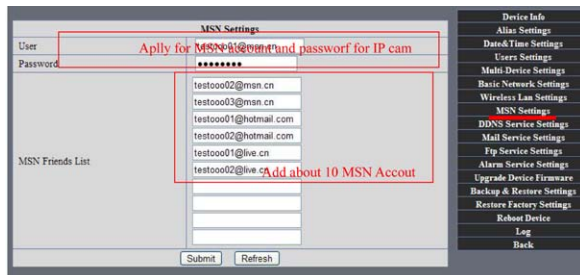 MSN Settings
User testooo01@msn.cn
Aplly for MSN account and passworf for IP cam
Password ••••••••
testooo02@msn.cn
testooo03@msn.cn
testooo01@hotmail.com
testooo02@hotmail.com
testooo01@live.cn
MSN Friends List
testooo02@live.cn
Add about 10 MSN Accout
Submit Refresh
Device Info
Alias Settings
Date&Time Settings
Users Settings
Multi-Device Settings
Basic Network Settings
Wireless Lan Settings
MSN Settings
DDNS Service Settings
Mail Service Settings
Ftp Service Settings
Alarm Service Settings
Upgrade Device Firmware
Backup & Restore Settings
Restore Factory Settings
Reboot Device
Log
Back